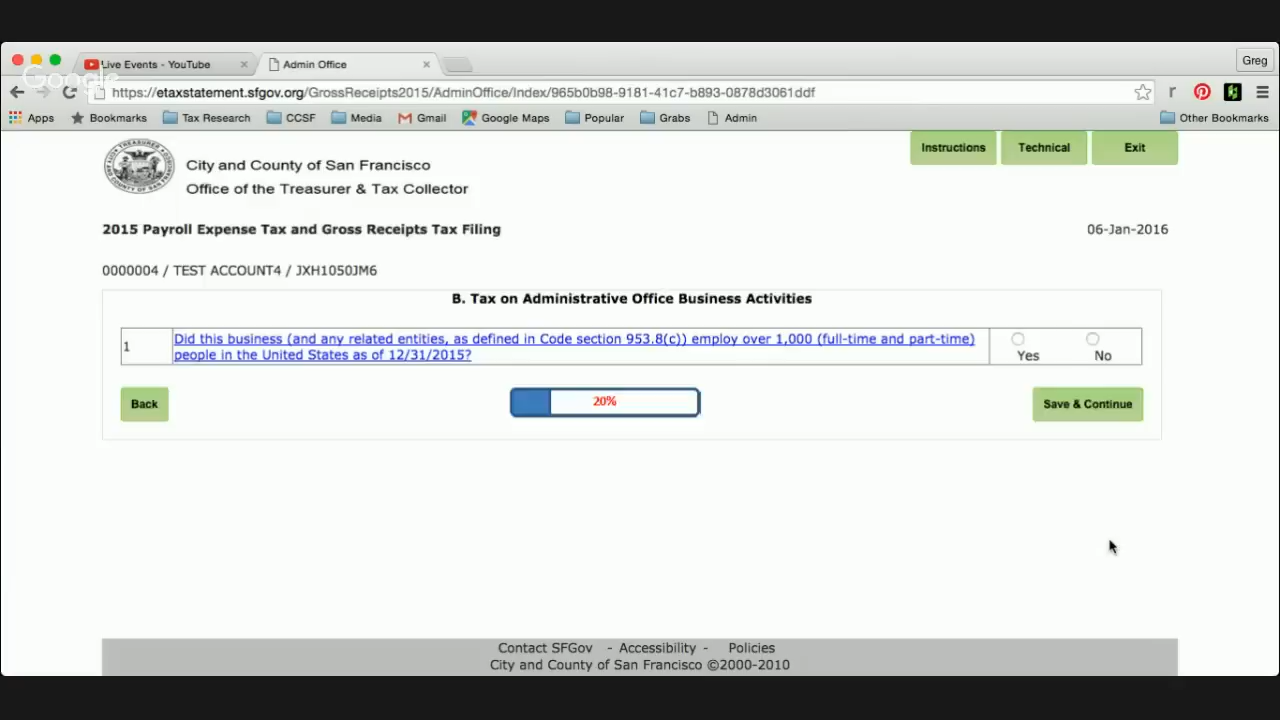 Live Events - YouTube
Admin Office
Greg
Google
https://etaxstatement.sfgov.org/GrossReceipts2015/AdminOffice/Index/965b0b98-9181-41c7-b893-0878d3061ddf
Apps Bookmarks Tax Research CCSF Media Gmail Google Maps Popular Grabs Admin Other Bookmarks
City and County of San Francisco
Office of the Treasurer & Tax Collector
Instructions Technical Exit
2015 Payroll Expense Tax and Gross Receipts Tax Filing 06-Jan-2016
0000004 / TEST ACCOUNT4 / JXH1050JM6
B. Tax on Administrative Office Business Activities
1 Did this business (and any related entities, as defined in Code section 953.8(c)) employ over 1,000 (full-time and part-time)
people in the United States as of 12/31/2015? Yes No
Back 20% Save & Continue
Contact SFGov - Accessibility - Policies
City and County of San Francisco ©2000-2010